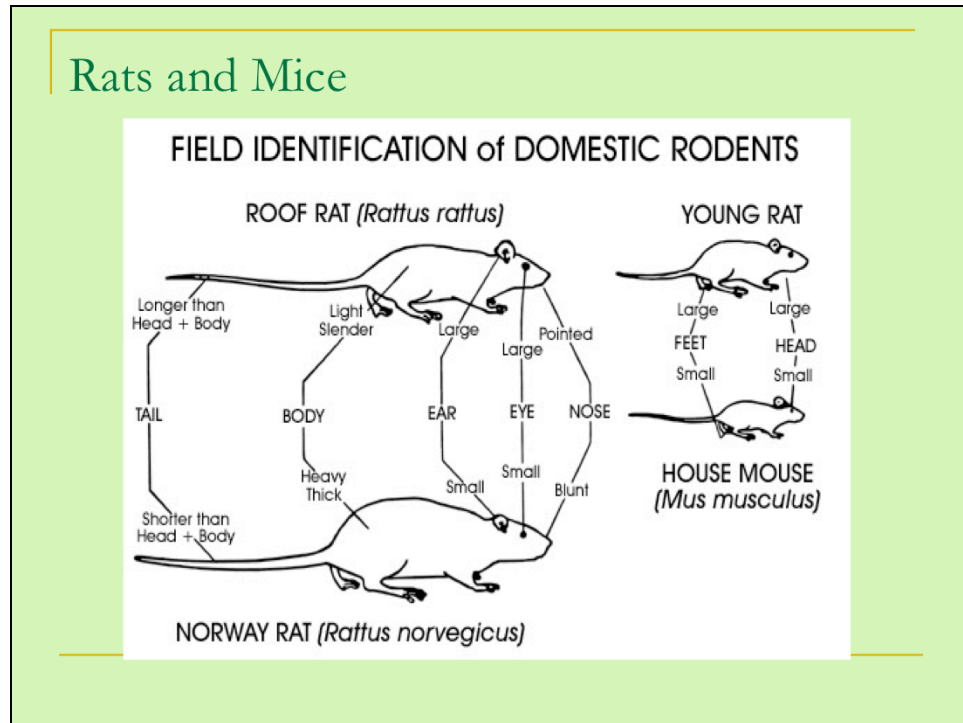 Rats and Mice
FIELD IDENTIFICATION of DOMESTIC RODENTS
ROOF RAT (Rattus rattus)
Longer than
Head + Body
Light
Slender
Large
Large
Pointed
TAIL
BODY
EAR
EYE
NOSE
Shorter than
Head + Body
Heavy
Thick
Small
Small
Blunt
NORWAY RAT (Rattus norvegicus)
YOUNG RAT
Large
Large
FEET
HEAD
Small
Small
HOUSE MOUSE
(Mus musculus)